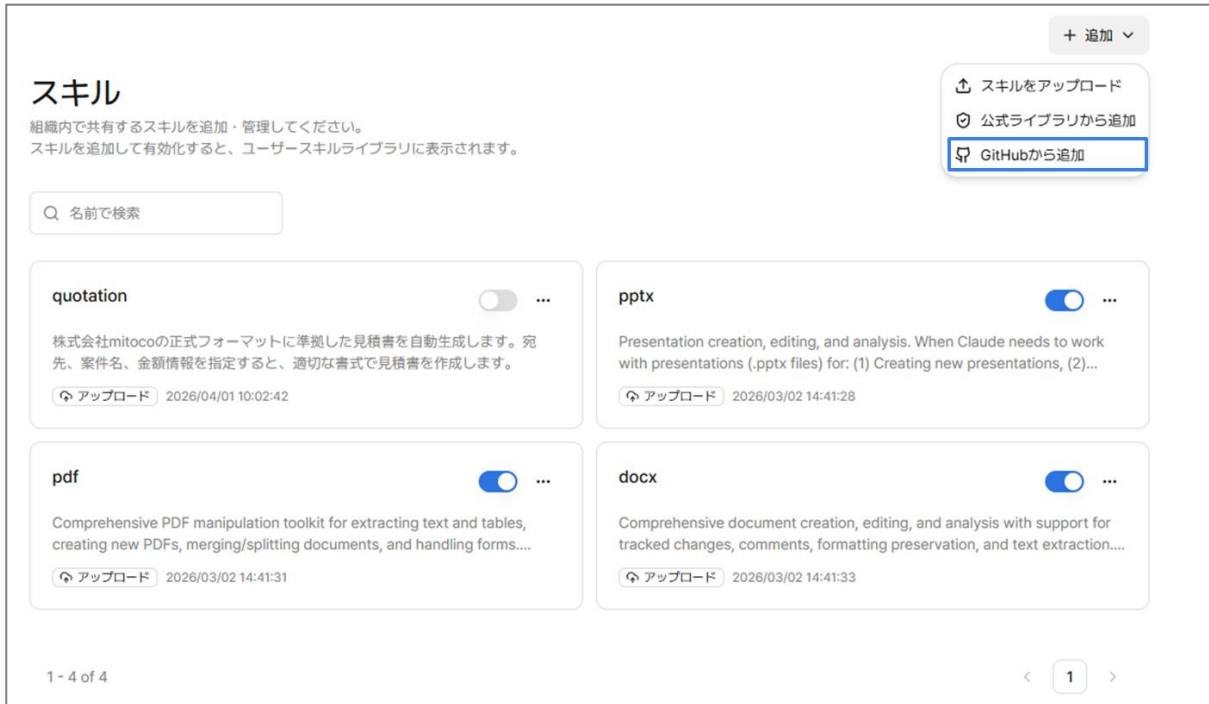 + 追加
スキル
組織内で共有するスキルを追加・管理してください。
スキルを追加して有効化すると、ユーザースキルライブラリに表示されます。
スキルをアップロード
公式ライブラリから追加
GitHubから追加
名前で検索
quotation
株式会社mitocoの正式フォーマットに準拠した見積書を自動生成します。宛
先、案件名、金額情報を指定すると、適切な書式で見積書を作成します。
アップロード 2026/04/01 10:02:42
pptx
Presentation creation, editing, and analysis. When Claude needs to work
with presentations (.pptx files) for: (1) Creating new presentations, (2)...
アップロード 2026/03/02 14:41:28
pdf
Comprehensive PDF manipulation toolkit for extracting text and tables,
creating new PDFs, merging/splitting documents, and handling forms....
アップロード 2026/03/02 14:41:31
docx
Comprehensive document creation, editing, and analysis with support for
tracked changes, comments, formatting preservation, and text extraction....
アップロード 2026/03/02 14:41:33
1 - 4 of 4
1